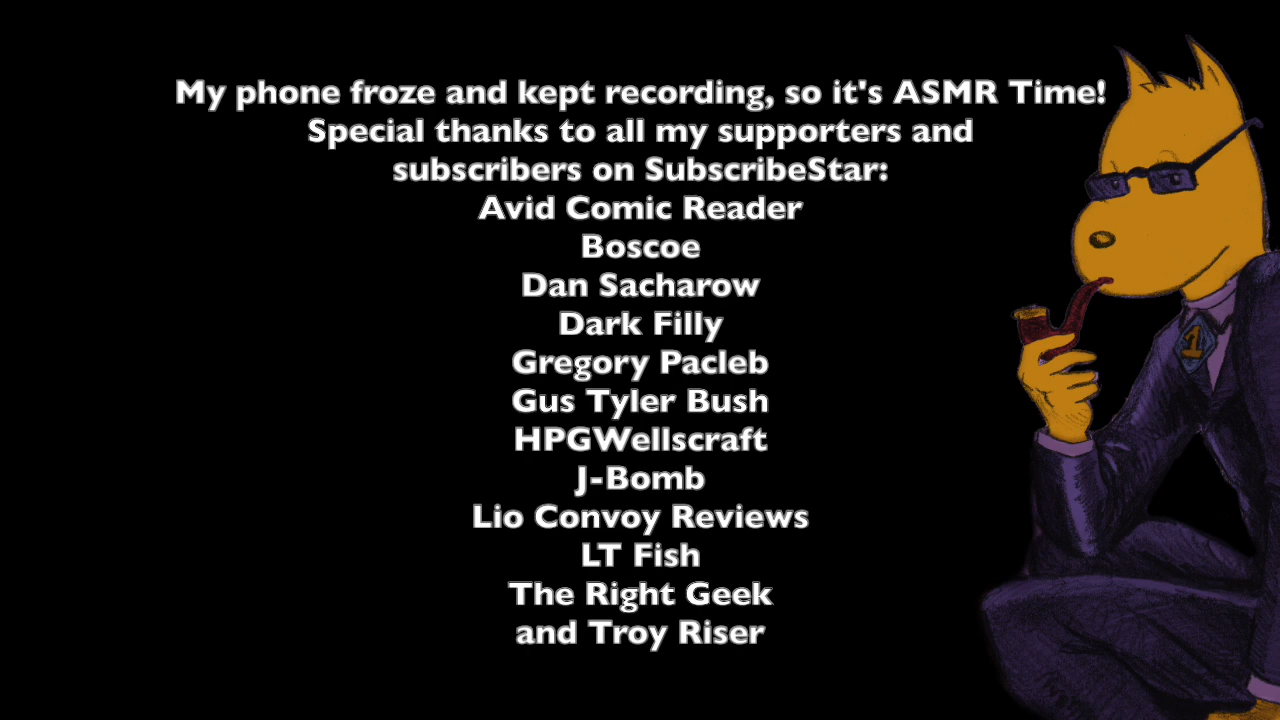 My phone froze and kept recording, so it's ASMR Time!
Special thanks to all my supporters and
subscribers on SubscribeStar:
Avid Comic Reader
Boscoe
Dan Sacharow
Dark Filly
Gregory Pacleb
Gus Tyler Bush
HPGWellscraft
J-Bomb
Lio Convoy Reviews
LT Fish
The Right Geek
and Troy Riser
1